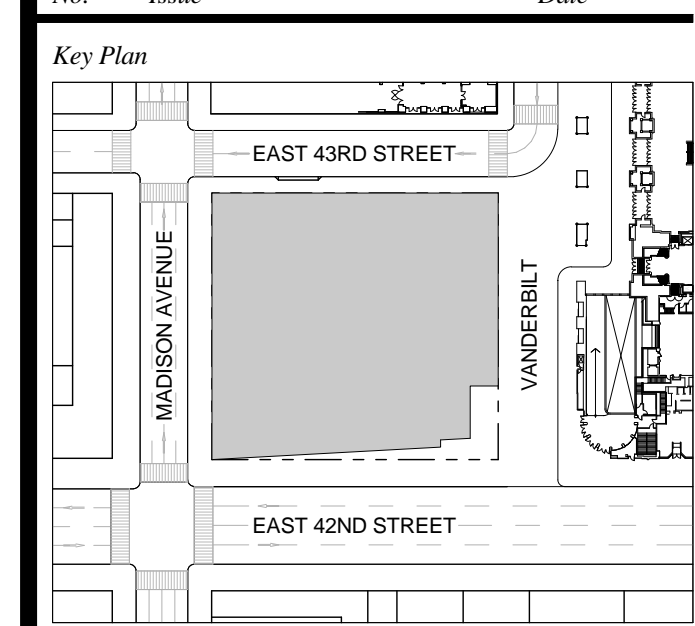 No. Issue Date
Key Plan
EAST 43RD STREET
MADISON AVENUE
VANDERBILT
EAST 42ND STREET